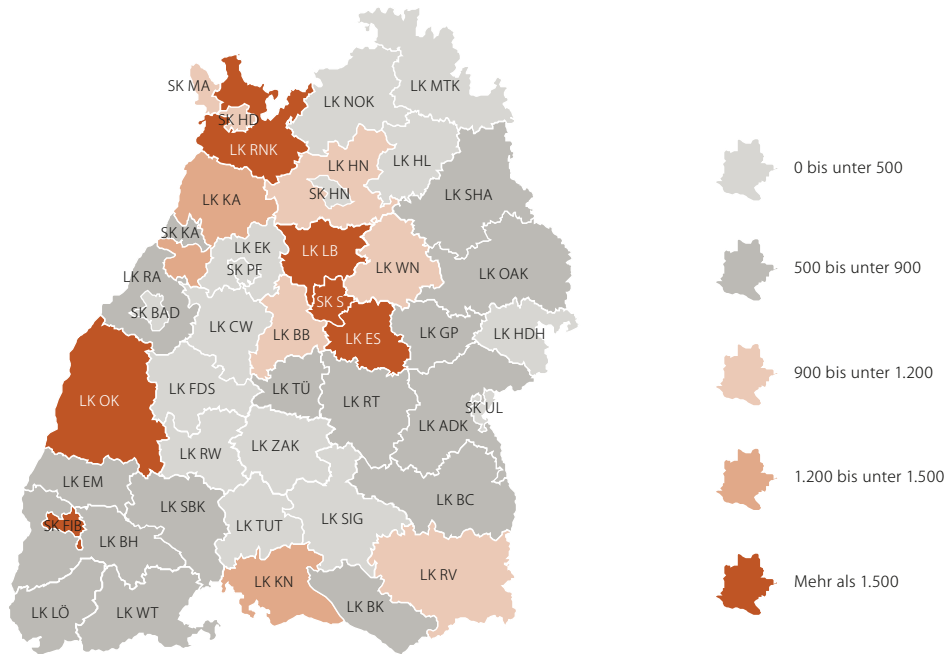 SK MA
LK MTK
LK NOK
SK HD
LK RNK
LK HN
LK HL
SK HN
LK SHA
LK KA
SK KA
LK EK
LK LB
LK RA
SK PF
LK WN
LK OAK
SK BAD
SK S
LK CW
LK BB
LK ES
LK GP
LK HDH
LK FDS
LK TÜ
LK RT
LK OK
SK UL
LK ADK
LK RW
LK ZAK
LK EM
LK SBK
LK BC
SK FIB
LK BH
LK TUT
LK SIG
LK KN
LK RV
LK LÖ
LK WT
LK BK
0 bis unter 500
500 bis unter 900
900 bis unter 1.200
1.200 bis unter 1.500
Mehr als 1.500